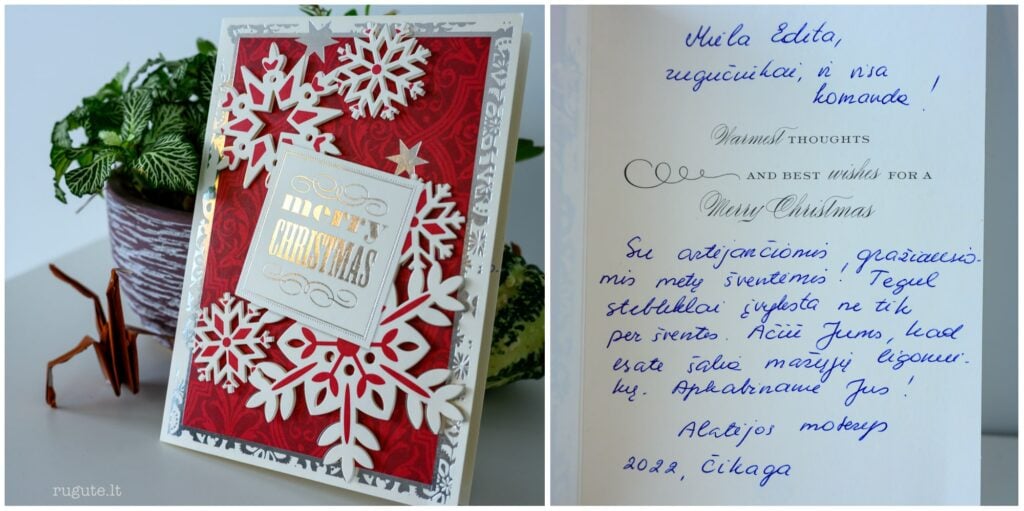 merry
CHRISTMAS
rugute.lt
Miela Edita,
rugučiukai, ir visa
komanda!
Warmest THOUGHTS
AND BEST wishes FOR A
Merry Christmas
Su artėjančiomis gražiausio-
mis metų šventėmis! Tegul
stebuklai įvyksta ne tik
per šventes. Ačiū Jums, kad
esate šalia mažųjų ligoniu-
kų. Apkabiname Jus!
Alatėjos moterys
2022, Čikaga